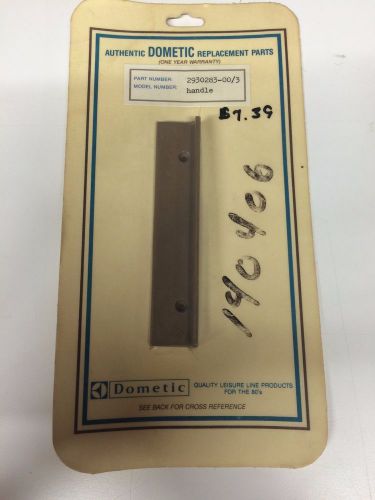 AUTHENTIC DOMETIC REPLACEMENT PARTS
(ONE YEAR WARRANTY)
PART NUMBER: 2930283-00/3
MODEL NUMBER: handle
$7.39
140406
Dometic
QUALITY LEISURE LINE PRODUCTS
FOR THE 80's
SEE BACK FOR CROSS REFERENCE